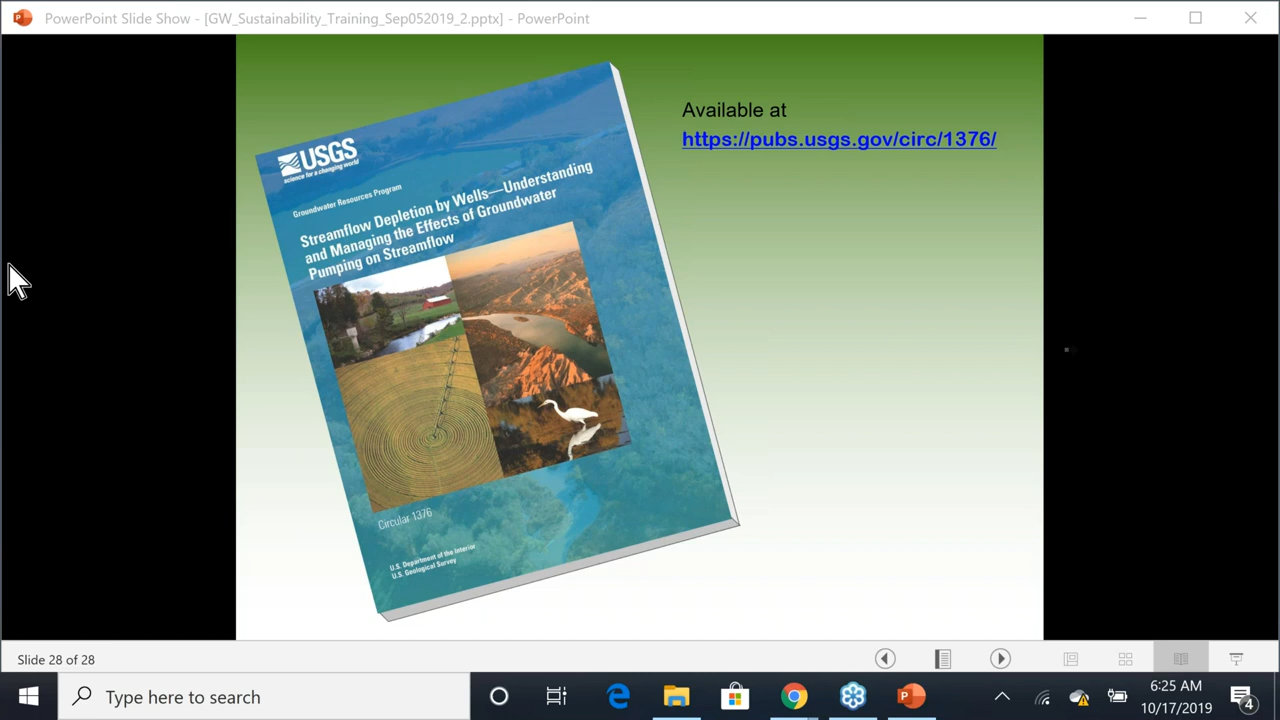 PowerPoint Slide Show - [GW_Sustainability_Training_Sep052019_2.pptx] - PowerPoint
Available at
https://pubs.usgs.gov/circ/1376/
USGS
science for a changing world
Groundwater Resources Program
Streamflow Depletion by Wells—Understanding
and Managing the Effects of Groundwater
Pumping on Streamflow
Circular 1376
U.S. Department of the Interior
U.S. Geological Survey
Slide 28 of 28
Type here to search
6:25 AM
10/17/2019
4